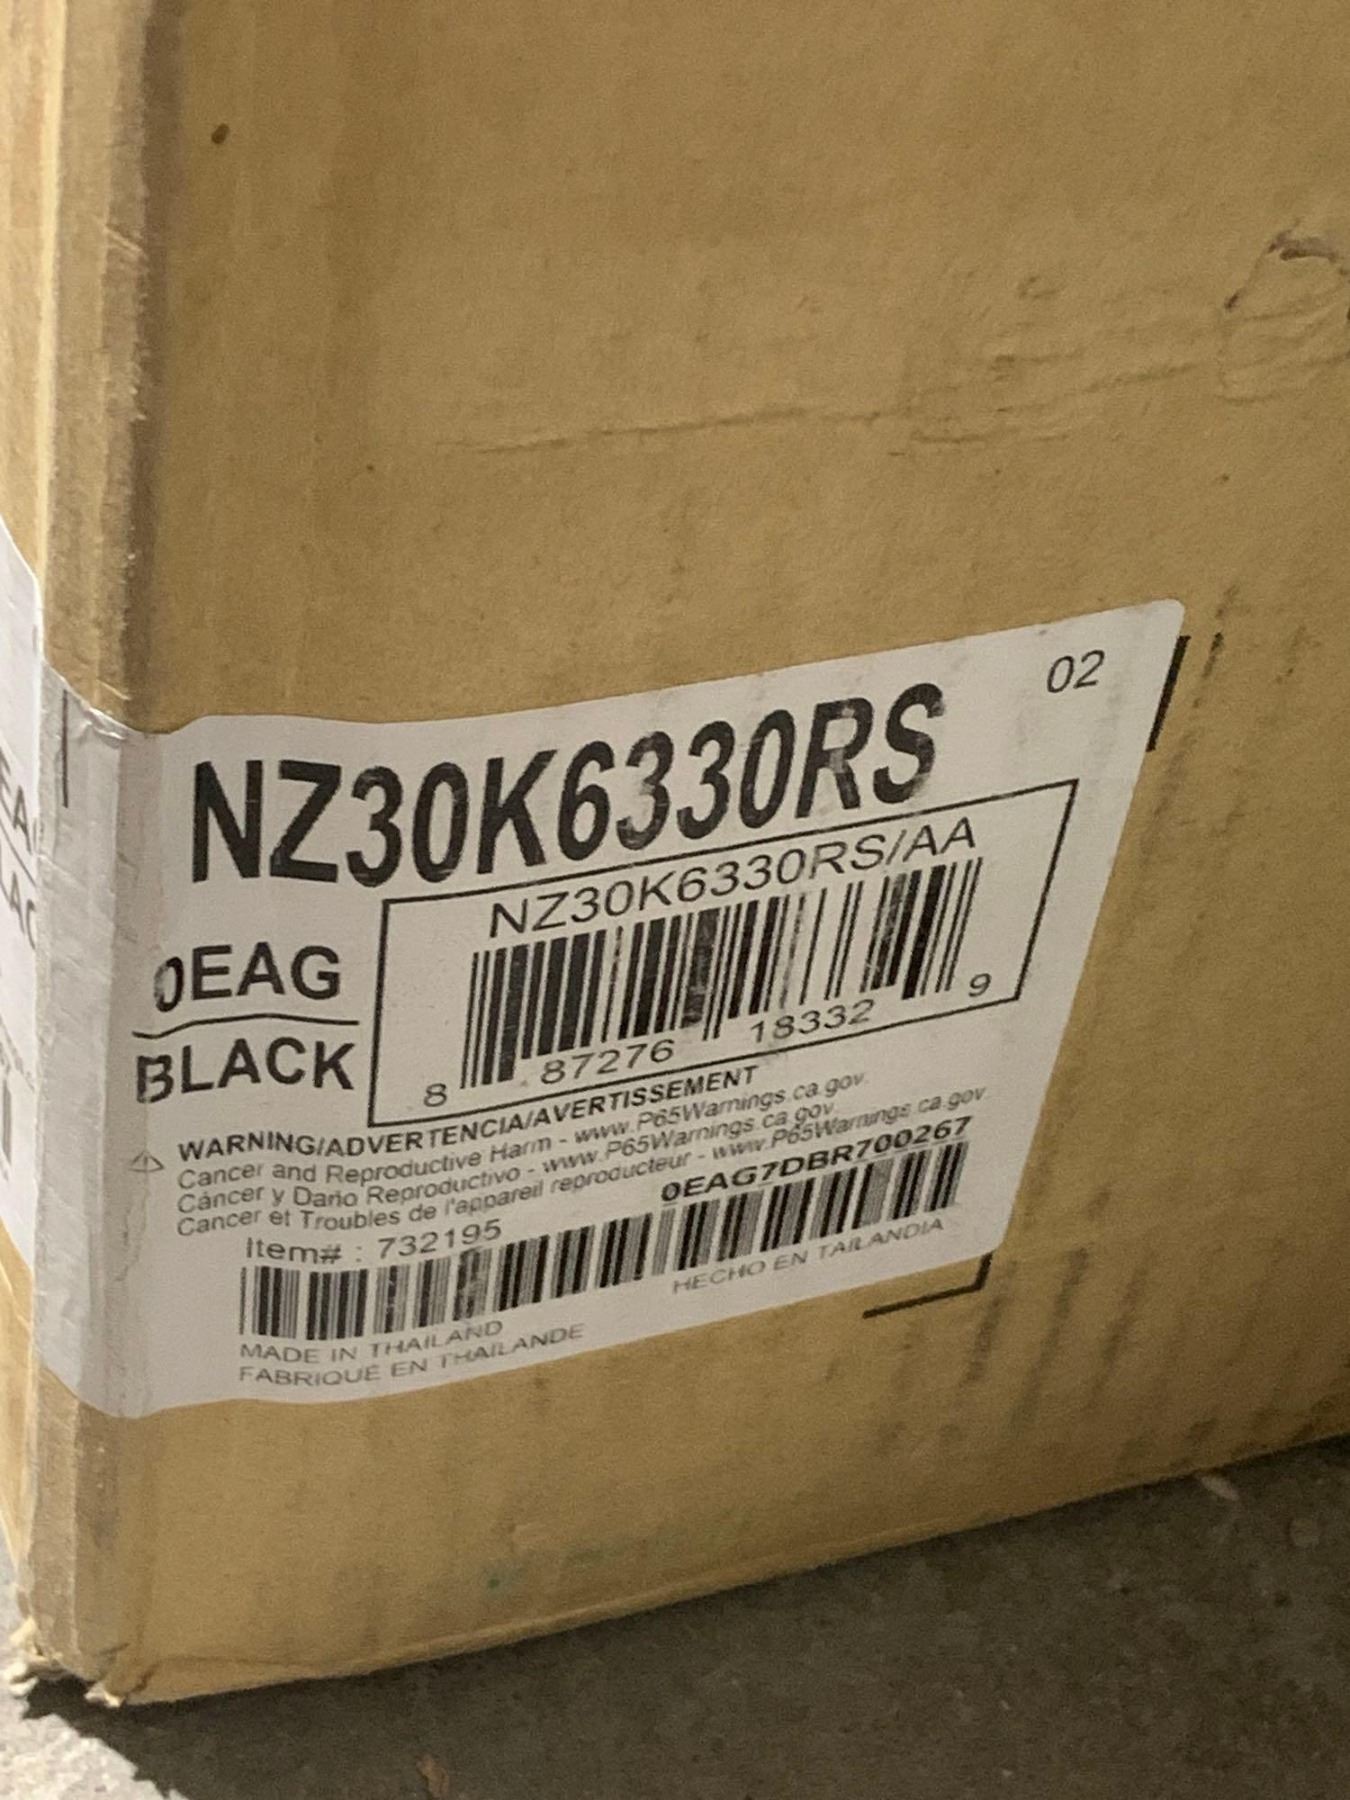 02
NZ30K6330RS
NZ30K6330RS/AA
0EAG
BLACK
8 87276 18332 9
WARNING/ADVERTENCIA/AVERTISSEMENT
Cancer and Reproductive Harm - www.P65Warnings.ca.gov.
Cáncer y Daño Reproductivo - www.P65Warnings.ca.gov.
Cancer et Troubles de l'appareil reproducteur - www.P65Warnings.ca.gov
0EAG7DBR700267
Item# : 732195
HECHO EN TAILANDIA
MADE IN THAILAND
FABRIQUÉ EN THAILANDE